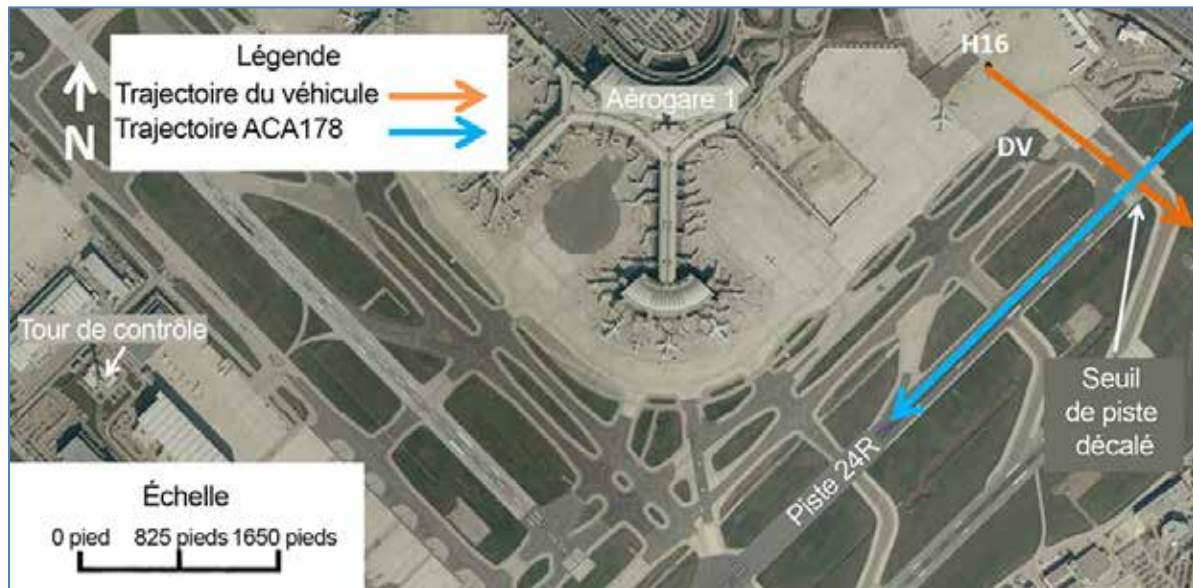 Légende
Trajectoire du véhicule
Trajectoire ACA178
N
H16
Aérogare 1
DV
Tour de contrôle
Seuil
de piste
décalé
Piste 24R
Échelle
0 pied 825 pieds 1650 pieds